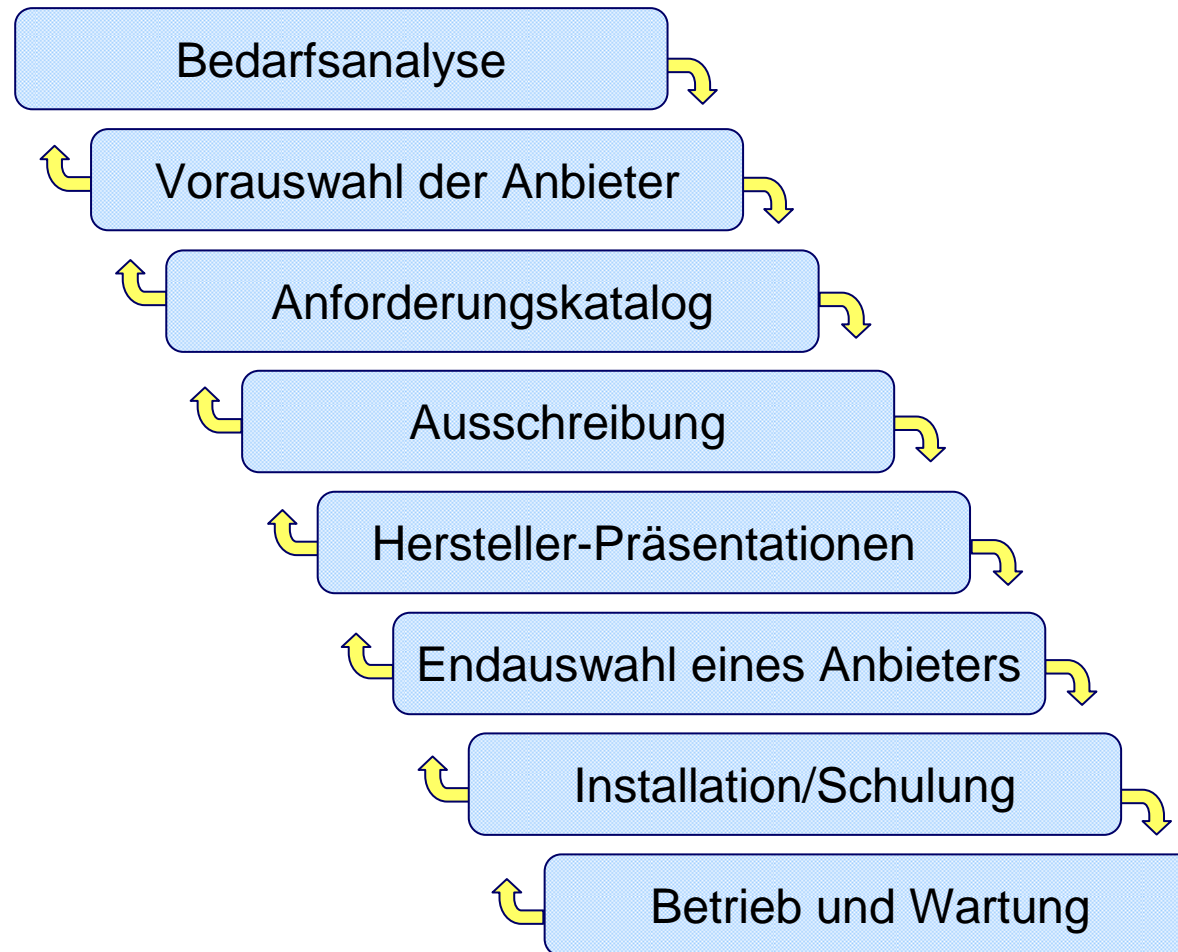 Bedarfsanalyse
Vorauswahl der Anbieter
Anforderungskatalog
Ausschreibung
Hersteller-Präsentationen
Endauswahl eines Anbieters
Installation/Schulung
Betrieb und Wartung